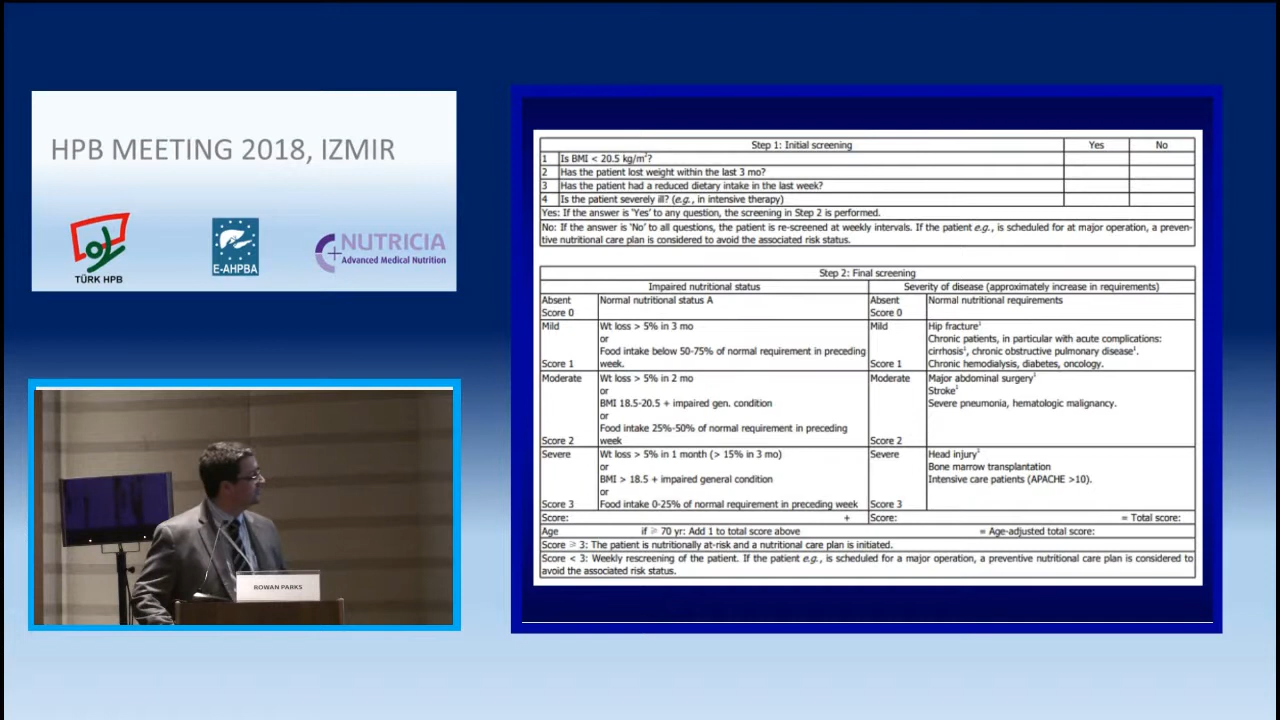 HPB MEETING 2018, IZMIR
TÜRK HPB
E-AHPBA
NUTRICIA
Advanced Medical Nutrition
ROWAN PARKS
Step 1: Initial screening Yes No
1 Is BMI < 20.5 kg/m²?
2 Has the patient lost weight within the last 3 mo?
3 Has the patient had a reduced dietary intake in the last week?
4 Is the patient severely ill? (e.g., in intensive therapy)
Yes: If the answer is 'Yes' to any question, the screening in Step 2 is performed.
No: If the answer is 'No' to all questions, the patient is re-screened at weekly intervals. If the patient e.g., is scheduled for at major operation, a preven-
tive nutritional care plan is considered to avoid the associated risk status.
Step 2: Final screening
Impaired nutritional status Severity of disease (approximately increase in requirements)
Absent Normal nutritional status A Absent Normal nutritional requirements
Score 0 Score 0
Mild Wt loss > 5% in 3 mo Mild Hip fracture¹
or Chronic patients, in particular with acute complications:
Food intake below 50-75% of normal requirement in preceding cirrhosis¹, chronic obstructive pulmonary disease¹.
Score 1 week. Score 1 Chronic hemodialysis, diabetes, oncology.
Moderate Wt loss > 5% in 2 mo Moderate Major abdominal surgery¹
or Stroke¹
BMI 18.5-20.5 + impaired gen. condition Severe pneumonia, hematologic malignancy.
or
Food intake 25%-50% of normal requirement in preceding
Score 2 week Score 2
Severe Wt loss > 5% in 1 month (> 15% in 3 mo) Severe Head injury¹
or Bone marrow transplantation
BMI > 18.5 + impaired general condition Intensive care patients (APACHE >10).
or
Score 3 Food intake 0-25% of normal requirement in preceding week Score 3
Score: + Score: = Total score:
Age if ≥ 70 yr: Add 1 to total score above = Age-adjusted total score:
Score ≥ 3: The patient is nutritionally at-risk and a nutritional care plan is initiated.
Score < 3: Weekly rescreening of the patient. If the patient e.g., is scheduled for a major operation, a preventive nutritional care plan is considered to
avoid the associated risk status.